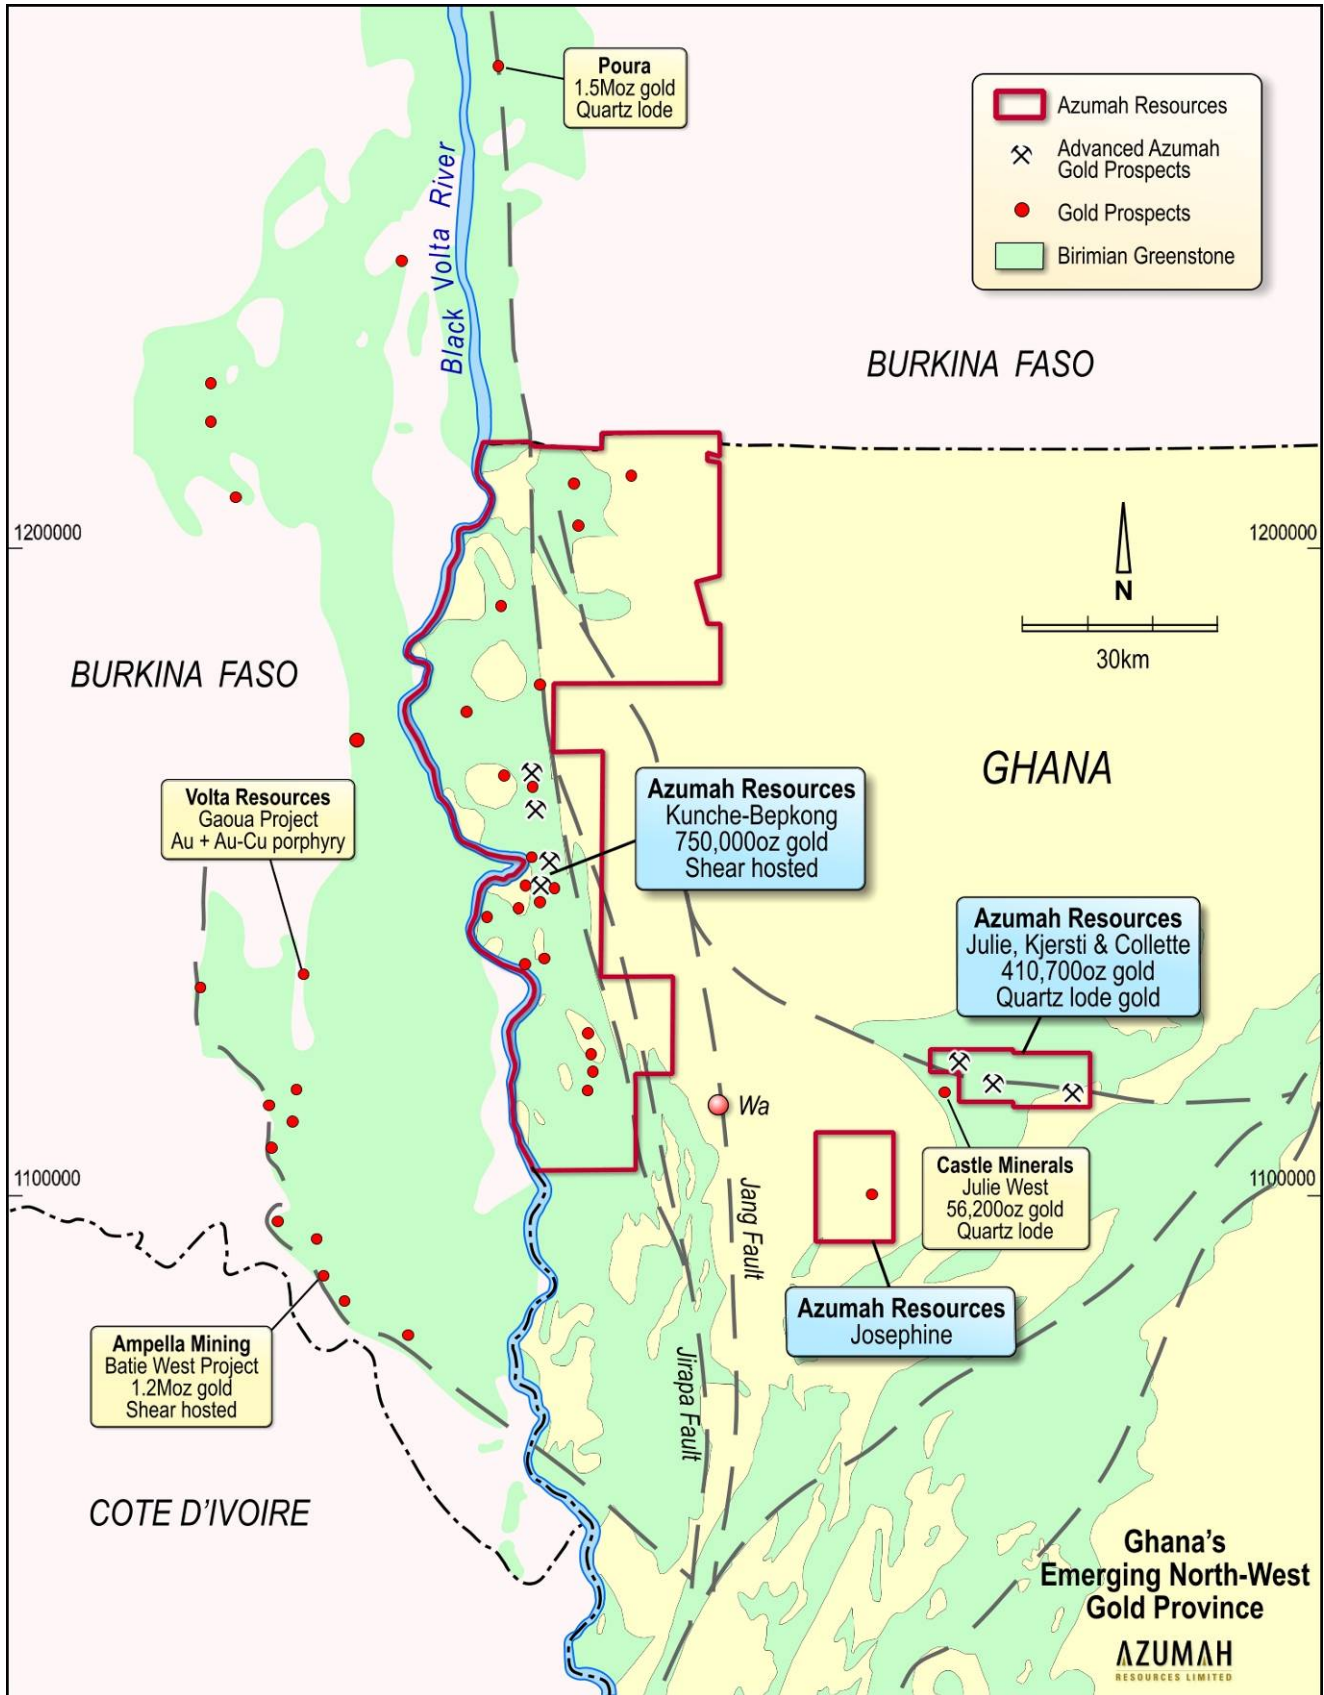 Poura
1.5Moz gold
Quartz lode
Azumah Resources
Advanced Azumah
Gold Prospects
Gold Prospects
Birimian Greenstone
Black Volta River
BURKINA FASO
1200000
1200000
N
30km
BURKINA FASO
GHANA
Volta Resources
Gaoua Project
Au + Au-Cu porphyry
Azumah Resources
Kunche-Bepkong
750,000oz gold
Shear hosted
Azumah Resources
Julie, Kjersti & Collette
410,700oz gold
Quartz lode gold
Wa
Castle Minerals
Julie West
56,200oz gold
Quartz lode
1100000
1100000
Jang Fault
Jirapa Fault
Azumah Resources
Josephine
Ampella Mining
Batie West Project
1.2Moz gold
Shear hosted
COTE D'IVOIRE
Ghana's
Emerging North-West
Gold Province
AZUMAH
RESOURCES LIMITED